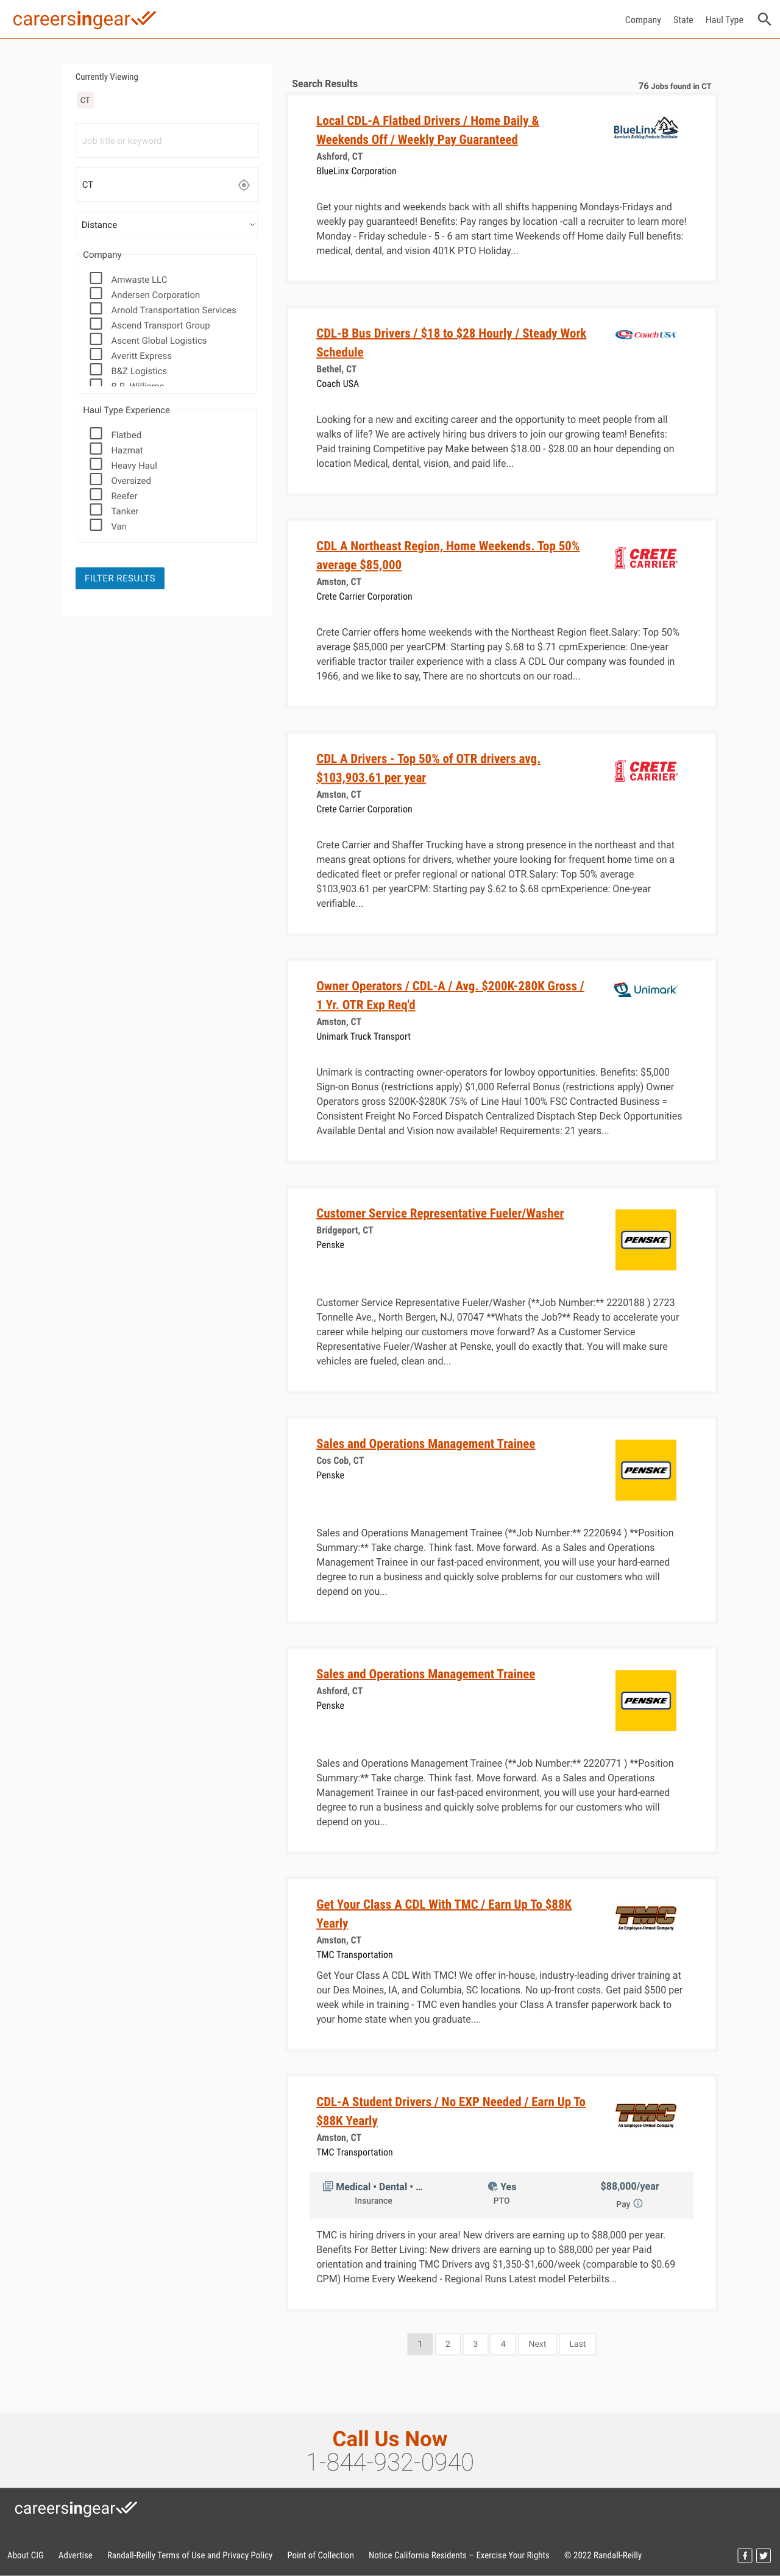 careersingear
Company State Haul Type
Currently Viewing
CT
Job title or keyword
CT
Distance
Company
Amwaste LLC
Andersen Corporation
Arnold Transportation Services
Ascend Transport Group
Ascent Global Logistics
Averitt Express
B&Z Logistics
B.R. Williams
Haul Type Experience
Flatbed
Hazmat
Heavy Haul
Oversized
Reefer
Tanker
Van
FILTER RESULTS
Search Results
76 Jobs found in CT
Local CDL-A Flatbed Drivers / Home Daily &
Weekends Off / Weekly Pay Guaranteed
BlueLinx
America's Building Products Distributor
Ashford, CT
BlueLinx Corporation
Get your nights and weekends back with all shifts happening Mondays-Fridays and
weekly pay guaranteed! Benefits: Pay ranges by location -call a recruiter to learn more!
Monday - Friday schedule - 5 - 6 am start time Weekends off Home daily Full benefits:
medical, dental, and vision 401K PTO Holiday...
CDL-B Bus Drivers / $18 to $28 Hourly / Steady Work
Schedule
Coach USA
Bethel, CT
Coach USA
Looking for a new and exciting career and the opportunity to meet people from all
walks of life? We are actively hiring bus drivers to join our growing team! Benefits:
Paid training Competitive pay Make between $18.00 - $28.00 an hour depending on
location Medical, dental, vision, and paid life...
CDL A Northeast Region, Home Weekends. Top 50%
average $85,000
CRETE
CARRIER
Amston, CT
Crete Carrier Corporation
Crete Carrier offers home weekends with the Northeast Region fleet.Salary: Top 50%
average $85,000 per yearCPM: Starting pay $.68 to $.71 cpmExperience: One-year
verifiable tractor trailer experience with a class A CDL Our company was founded in
1966, and we like to say, There are no shortcuts on our road...
CDL A Drivers - Top 50% of OTR drivers avg.
$103,903.61 per year
CRETE
CARRIER
Amston, CT
Crete Carrier Corporation
Crete Carrier and Shaffer Trucking have a strong presence in the northeast and that
means great options for drivers, whether youre looking for frequent home time on a
dedicated fleet or prefer regional or national OTR.Salary: Top 50% average
$103,903.61 per yearCPM: Starting pay $.62 to $.68 cpmExperience: One-year
verifiable...
Owner Operators / CDL-A / Avg. $200K-280K Gross /
1 Yr. OTR Exp Req'd
Unimark
Amston, CT
Unimark Truck Transport
Unimark is contracting owner-operators for lowboy opportunities. Benefits: $5,000
Sign-on Bonus (restrictions apply) $1,000 Referral Bonus (restrictions apply) Owner
Operators gross $200K-$280K 75% of Line Haul 100% FSC Contracted Business =
Consistent Freight No Forced Dispatch Centralized Disptach Step Deck Opportunities
Available Dental and Vision now available! Requirements: 21 years...
Customer Service Representative Fueler/Washer
PENSKE
Bridgeport, CT
Penske
Customer Service Representative Fueler/Washer (**Job Number:** 2220188 ) 2723
Tonnelle Ave., North Bergen, NJ, 07047 **Whats the Job?** Ready to accelerate your
career while helping our customers move forward? As a Customer Service
Representative Fueler/Washer at Penske, youll do exactly that. You will make sure
vehicles are fueled, clean and...
Sales and Operations Management Trainee
PENSKE
Cos Cob, CT
Penske
Sales and Operations Management Trainee (**Job Number:** 2220694 ) **Position
Summary:** Take charge. Think fast. Move forward. As a Sales and Operations
Management Trainee in our fast-paced environment, you will use your hard-earned
degree to run a business and quickly solve problems for our customers who will
depend on you...
Sales and Operations Management Trainee
PENSKE
Ashford, CT
Penske
Sales and Operations Management Trainee (**Job Number:** 2220771 ) **Position
Summary:** Take charge. Think fast. Move forward. As a Sales and Operations
Management Trainee in our fast-paced environment, you will use your hard-earned
degree to run a business and quickly solve problems for our customers who will
depend on you...
Get Your Class A CDL With TMC / Earn Up To $88K
Yearly
TMC
An Employee-Owned Company
Amston, CT
TMC Transportation
Get Your Class A CDL With TMC! We offer in-house, industry-leading driver training at
our Des Moines, IA, and Columbia, SC locations. No up-front costs. Get paid $500 per
week while in training - TMC even handles your Class A transfer paperwork back to
your home state when you graduate....
CDL-A Student Drivers / No EXP Needed / Earn Up To
$88K Yearly
TMC
An Employee-Owned Company
Amston, CT
TMC Transportation
Medical • Dental • ... Yes $88,000/year
Insurance PTO Pay
TMC is hiring drivers in your area! New drivers are earning up to $88,000 per year.
Benefits For Better Living: New drivers are earning up to $88,000 per year Paid
orientation and training TMC Drivers avg $1,350-$1,600/week (comparable to $0.69
CPM) Home Every Weekend - Regional Runs Latest model Peterbilts...
1 2 3 4 Next Last
Call Us Now
1-844-932-0940
careersingear
About CIG Advertise Randall-Reilly Terms of Use and Privacy Policy Point of Collection Notice California Residents – Exercise Your Rights © 2022 Randall-Reilly